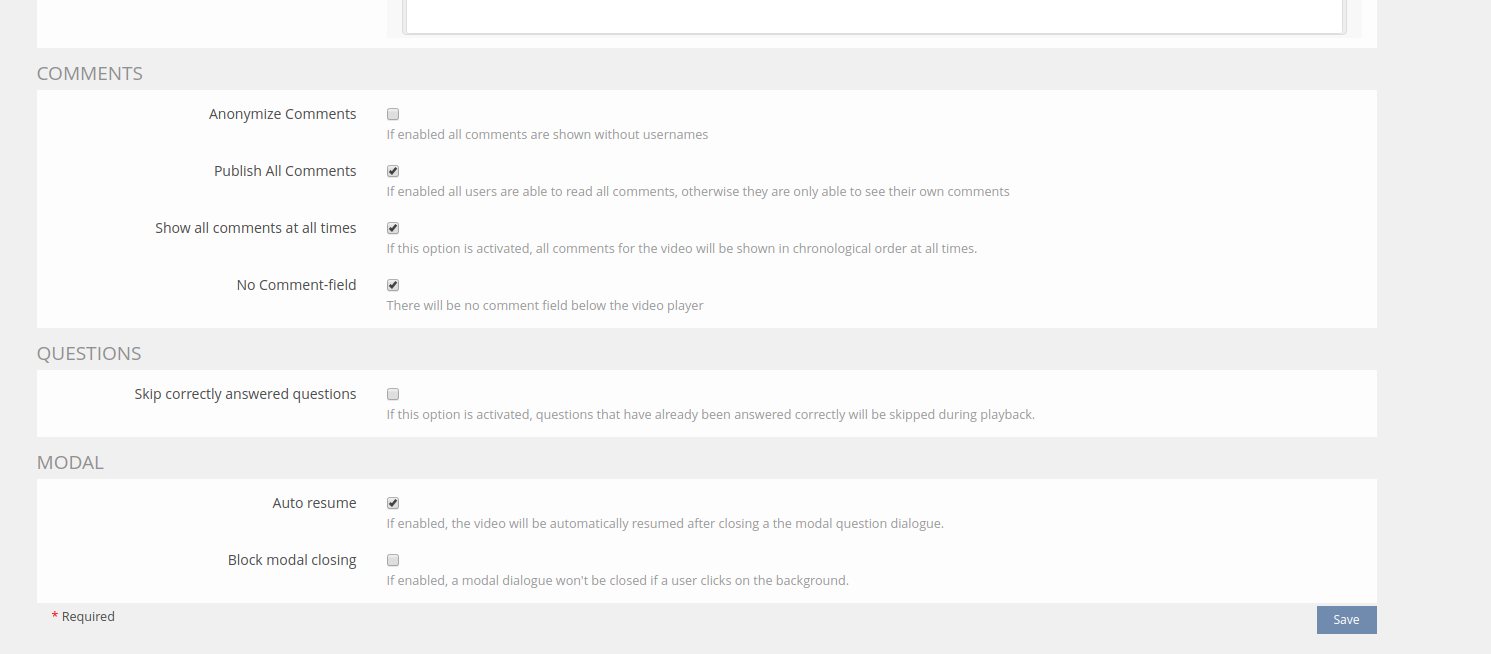 COMMENTS
Anonymize Comments
If enabled all comments are shown without usernames
Publish All Comments
If enabled all users are able to read all comments, otherwise they are only able to see their own comments
Show all comments at all times
If this option is activated, all comments for the video will be shown in chronological order at all times.
No Comment-field
There will be no comment field below the video player
QUESTIONS
Skip correctly answered questions
If this option is activated, questions that have already been answered correctly will be skipped during playback.
MODAL
Auto resume
If enabled, the video will be automatically resumed after closing a the modal question dialogue.
Block modal closing
If enabled, a modal dialogue won't be closed if a user clicks on the background.
* Required
Save